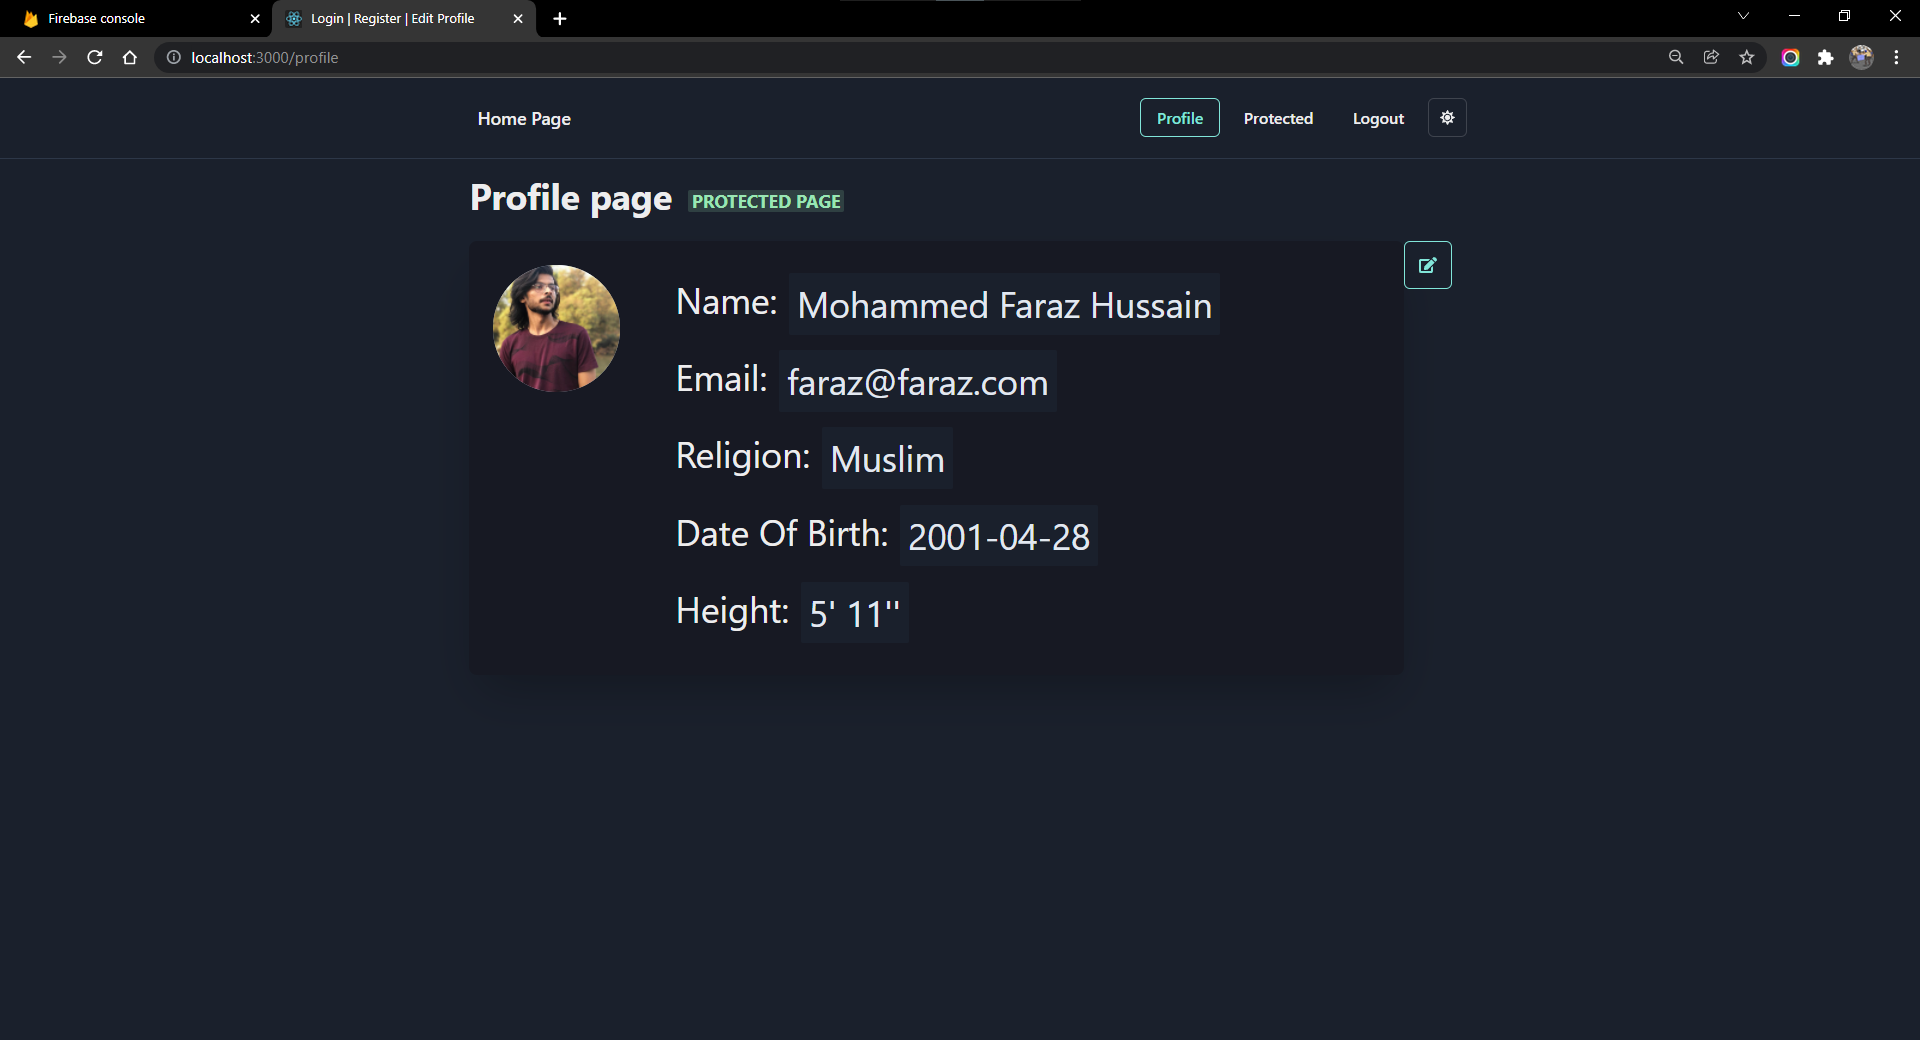 Firebase console
Login | Register | Edit Profile
localhost:3000/profile
Home Page
Profile
Protected
Logout
Profile page PROTECTED PAGE
Name: Mohammed Faraz Hussain
Email: faraz@faraz.com
Religion: Muslim
Date Of Birth: 2001-04-28
Height: 5' 11''